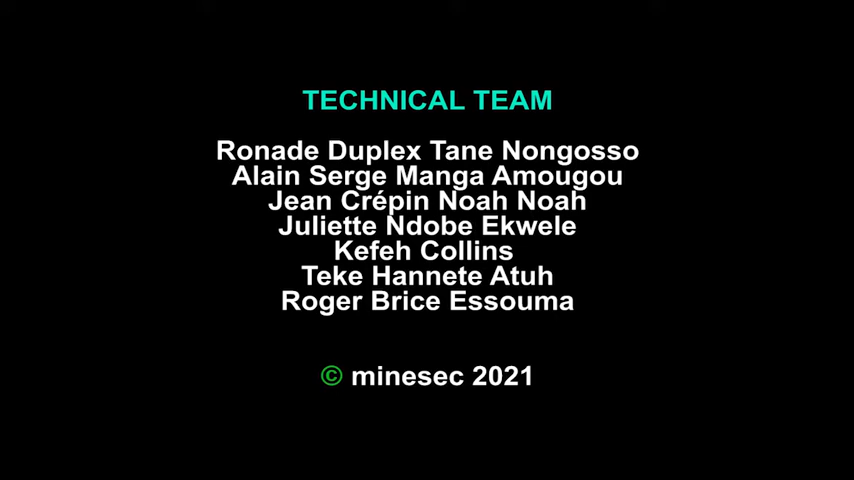 TECHNICAL TEAM
Ronade Duplex Tane Nongosso
Alain Serge Manga Amougou
Jean Crépin Noah Noah
Juliette Ndobe Ekwele
Kefeh Collins
Teke Hannete Atuh
Roger Brice Essouma
© minesec 2021